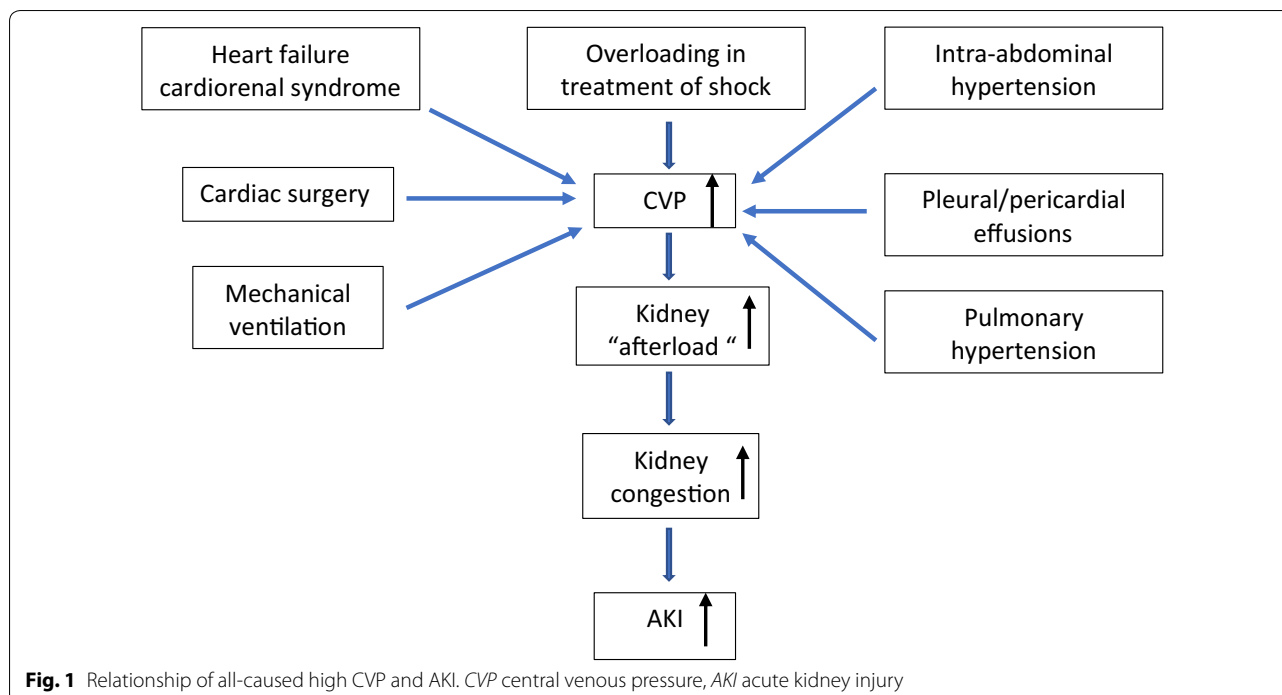 Heart failure
cardiorenal syndrome
Overloading in
treatment of shock
Intra-abdominal
hypertension
Cardiac surgery
CVP
Pleural/pericardial
effusions
Mechanical
ventilation
Kidney
“afterload “
Pulmonary
hypertension
Kidney
congestion
AKI
Fig. 1 Relationship of all-caused high CVP and AKI. CVP central venous pressure, AKI acute kidney injury